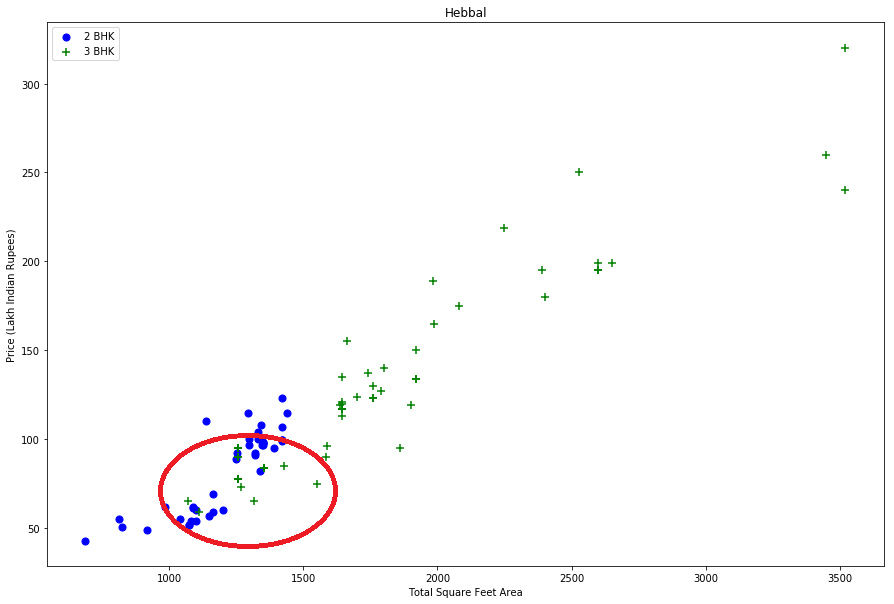 Hebbal
2 BHK
3 BHK
300
250
200
150
100
50
Price (Lakh Indian Rupees)
1000 1500 2000 2500 3000 3500
Total Square Feet Area